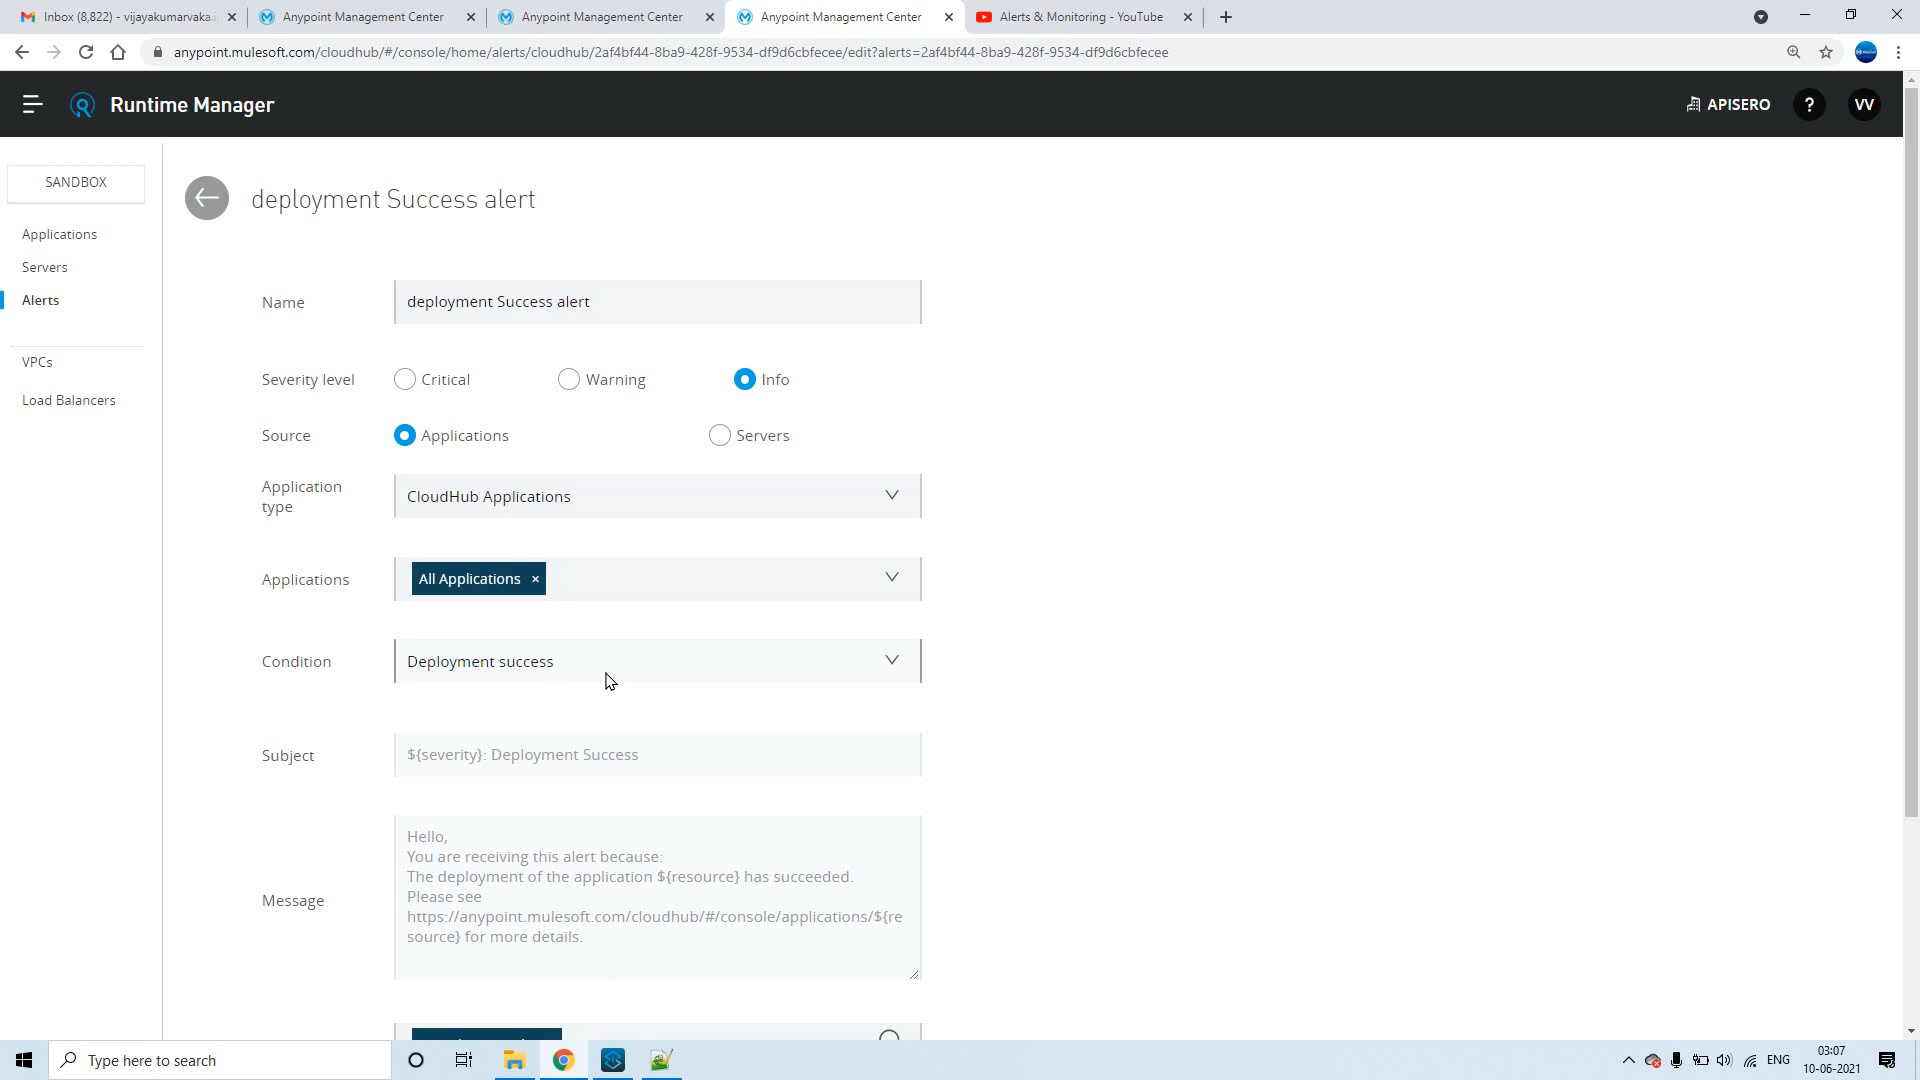 Inbox (8,822) - vijayakumarvaka.i
Anypoint Management Center
Anypoint Management Center
Anypoint Management Center
Alerts & Monitoring - YouTube
anypoint.mulesoft.com/cloudhub/#/console/home/alerts/cloudhub/2af4bf44-8ba9-428f-9534-df9d6cbfecee/edit?alerts=2af4bf44-8ba9-428f-9534-df9d6cbfecee
Runtime Manager
APISERO
?
VV
SANDBOX
Applications
Servers
Alerts
VPCs
Load Balancers
deployment Success alert
Name
deployment Success alert
Severity level
Critical
Warning
Info
Source
Applications
Servers
Application type
CloudHub Applications
Applications
All Applications ×
Condition
Deployment success
Subject
${severity}: Deployment Success
Message
Hello,
You are receiving this alert because:
The deployment of the application ${resource} has succeeded.
Please see
https://anypoint.mulesoft.com/cloudhub/#/console/applications/${re
source} for more details.
Type here to search
ENG
03:07
10-06-2021